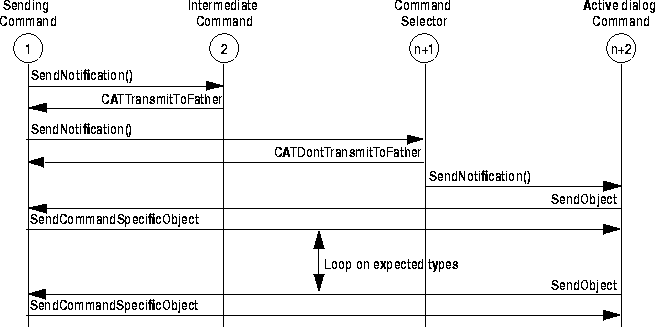 Sending Command
Intermediate Command
Command Selector
Active dialog Command
1
2
n+1
n+2
SendNotification()
CATTransmitToFather
SendNotification()
CATDontTransmitToFather
SendNotification()
SendObject
SendCommandSpecificObject
Loop on expected types
SendObject
SendCommandSpecificObject